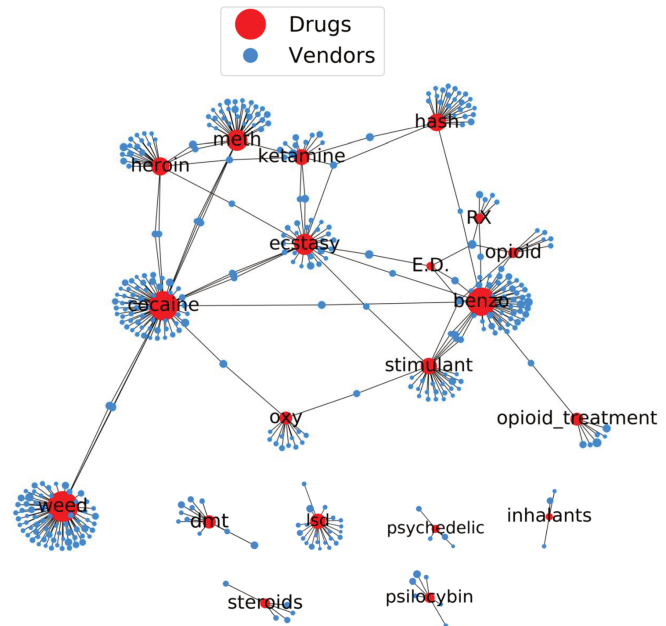 Drugs
Vendors
meth
hash
heroin
ketamine
RX
ecstasy
opioid
E.D.
cocaine
benzo
stimulant
oxy
opioid_treatment
weed
dmt
lsd
psychedelic
inhalants
steroids
psilocybin